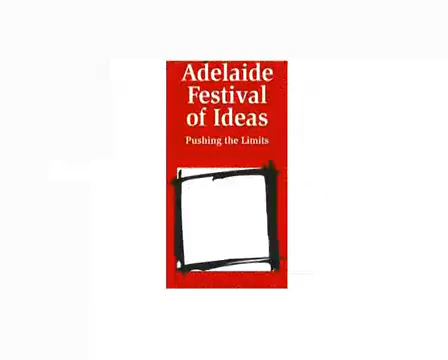 Adelaide
Festival
of Ideas
Pushing the Limits